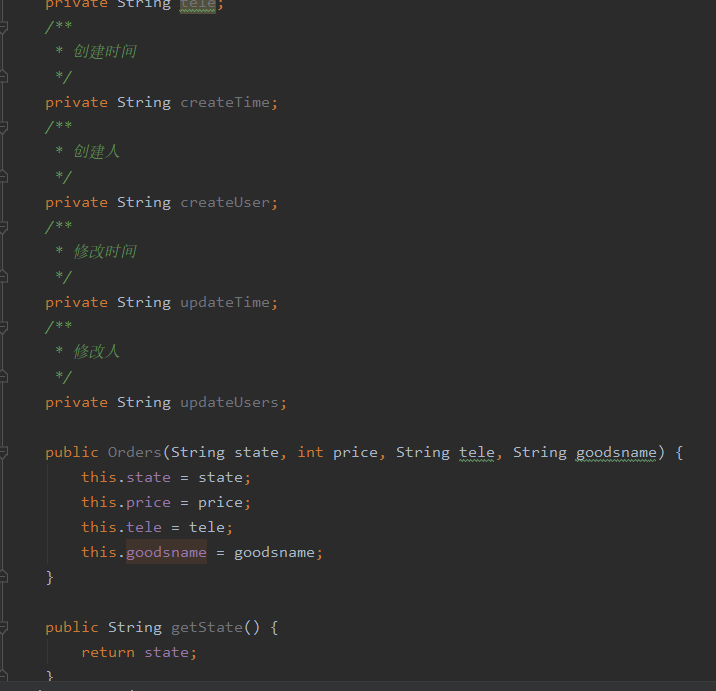 private String tele;
/**
* 创建时间
*/
private String createTime;
/**
* 创建人
*/
private String createUser;
/**
* 修改时间
*/
private String updateTime;
/**
* 修改人
*/
private String updateUsers;
public Orders(String state, int price, String tele, String goodsname) {
this.state = state;
this.price = price;
this.tele = tele;
this.goodsname = goodsname;
}
public String getState() {
return state;
}